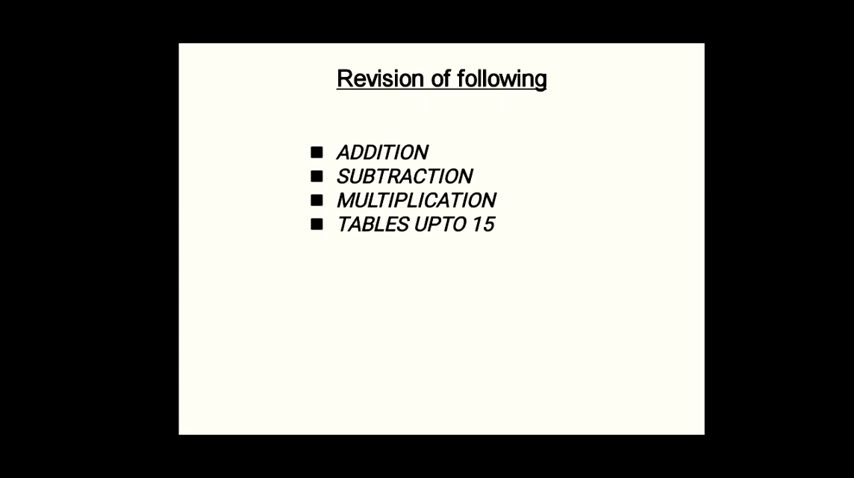 Revision of following
■ ADDITION
■ SUBTRACTION
■ MULTIPLICATION
■ TABLES UPTO 15